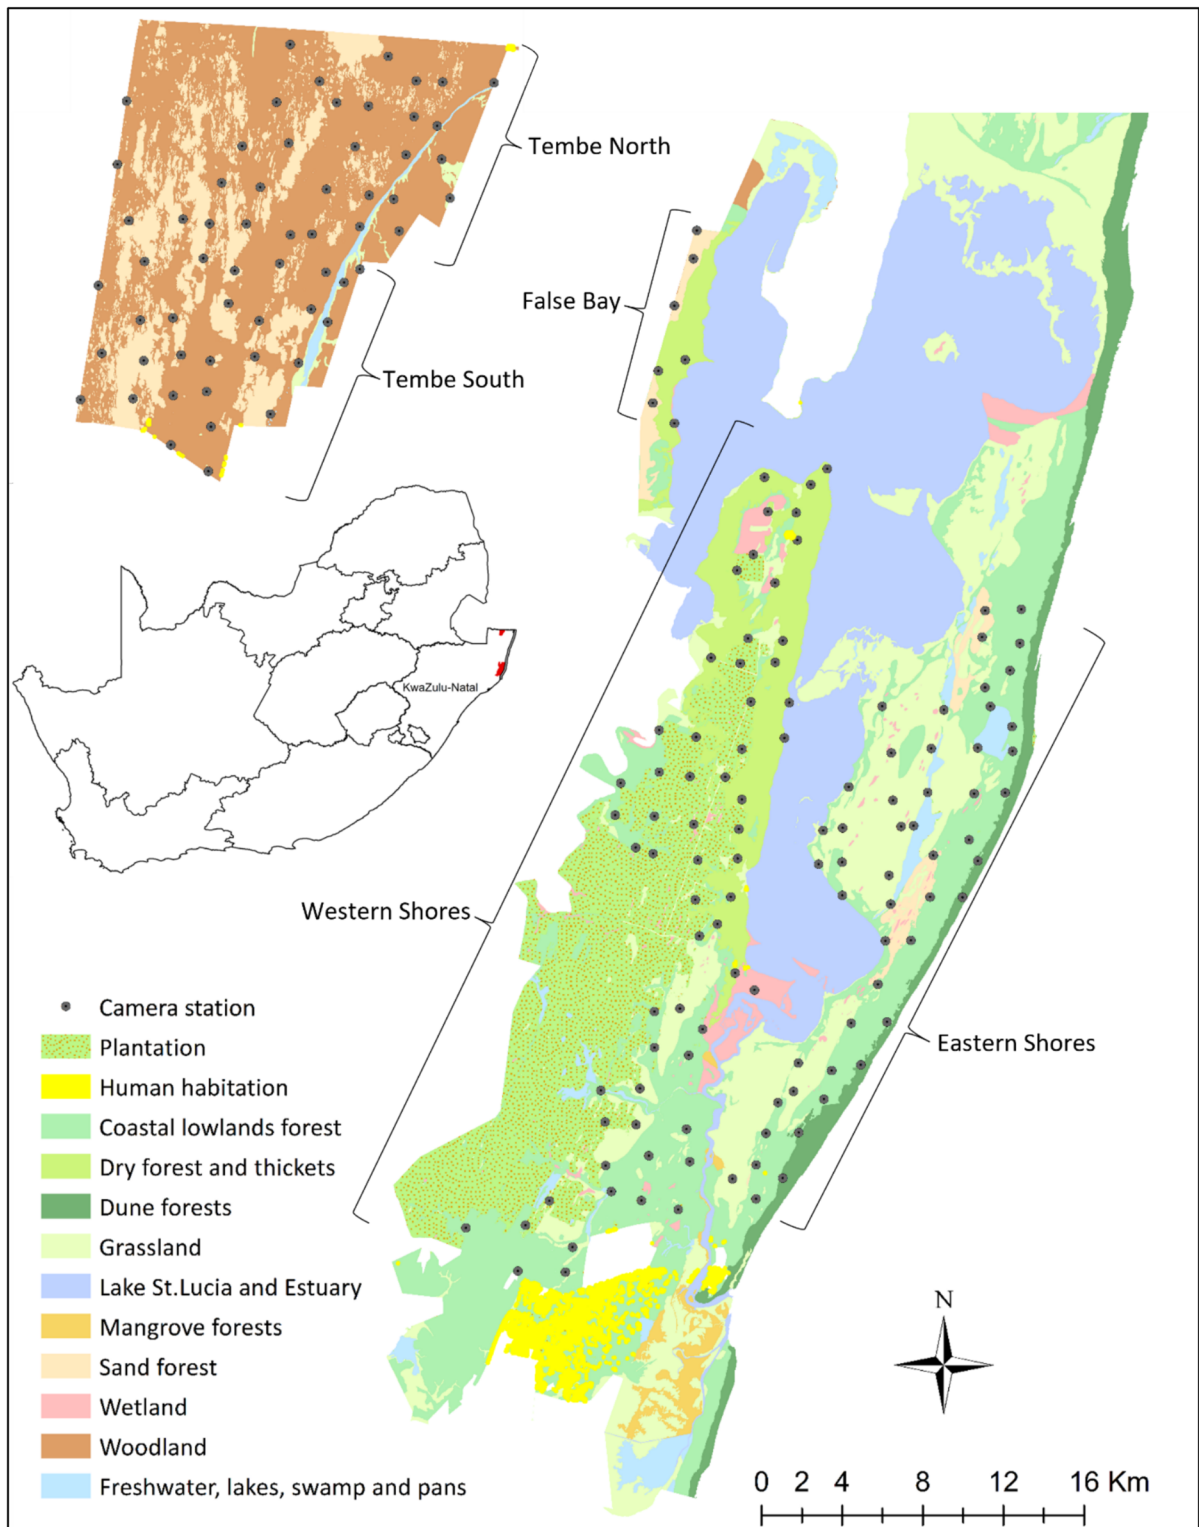 Tembe North
False Bay
Tembe South
KwaZulu-Natal
Western Shores
Eastern Shores
Camera station
Plantation
Human habitation
Coastal lowlands forest
Dry forest and thickets
Dune forests
Grassland
Lake St.Lucia and Estuary
Mangrove forests
Sand forest
Wetland
Woodland
Freshwater, lakes, swamp and pans
N
0 2 4 8 12 16 Km